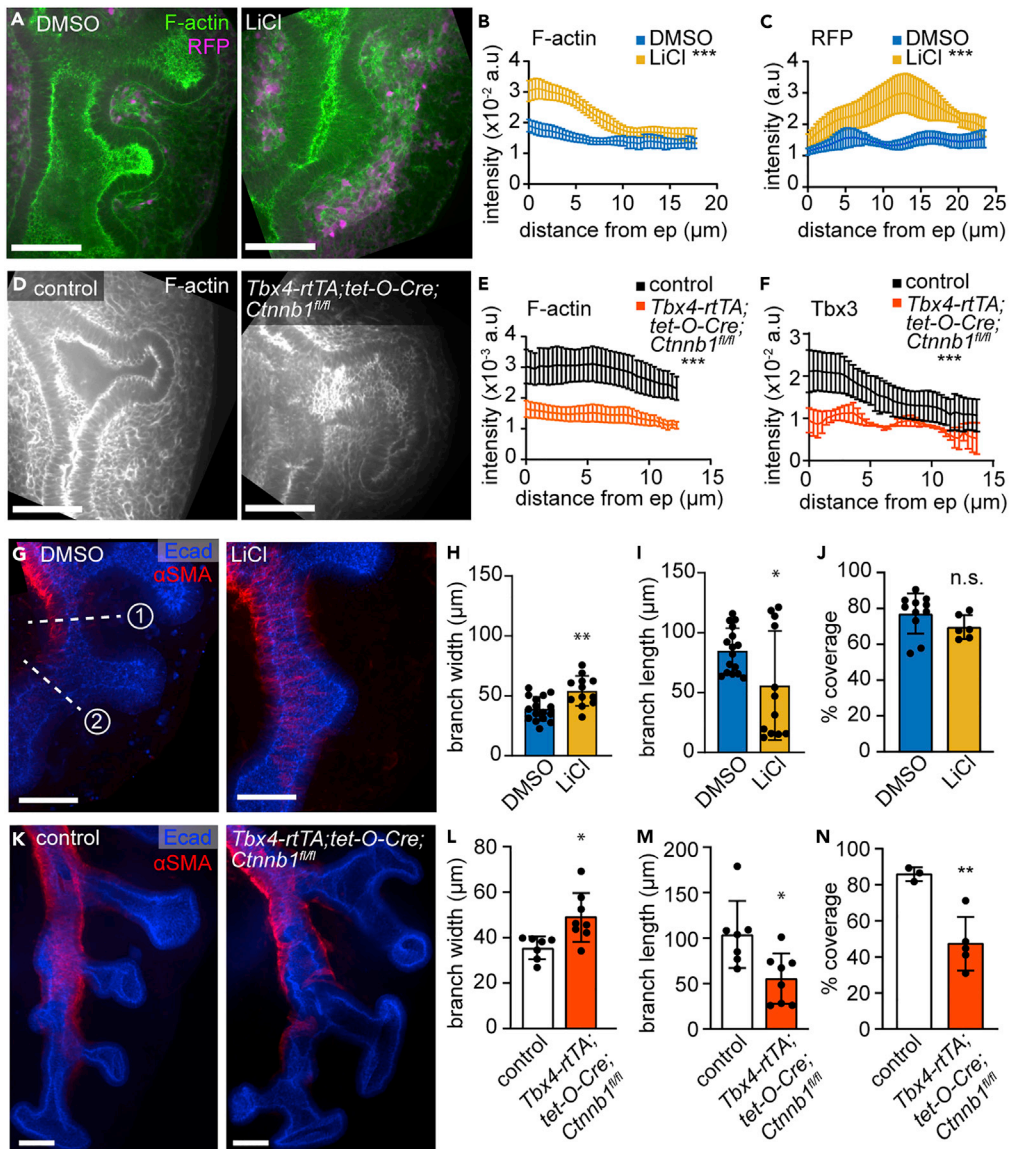 A
DMSO
F-actin
RFP
LiCl
B
F-actin
DMSO
LiCl ***
intensity (x10⁻² a.u)
4
3
2
1
0
0 5 10 15 20
distance from ep (µm)
C
RFP
DMSO
LiCl ***
intensity (a.u)
4
3
2
1
0
0 5 10 15 20 25
distance from ep (µm)
D
control
F-actin
Tbx4-rtTA;tet-O-Cre;
Ctnnb1fl/fl
E
F-actin
control
Tbx4-rtTA;
tet-O-Cre;
Ctnnb1fl/fl
***
intensity (x10⁻³ a.u)
4
3
2
1
0
0 5 10 15
distance from ep (µm)
F
Tbx3
control
Tbx4-rtTA;
tet-O-Cre;
Ctnnb1fl/fl
***
intensity (x10⁻² a.u)
3
2
1
0
0 5 10 15
distance from ep (µm)
G
DMSO
Ecad
αSMA
1
2
LiCl
H
branch width (µm)
150
100
50
0
**
DMSO
LiCl
I
branch length (µm)
150
100
50
0
*
DMSO
LiCl
J
% coverage
100
80
60
40
20
0
n.s.
DMSO
LiCl
K
control
Ecad
αSMA
Tbx4-rtTA;tet-O-Cre;
Ctnnb1fl/fl
L
branch width (µm)
80
60
40
20
0
*
control
Tbx4-rtTA;
tet-O-Cre;
Ctnnb1fl/fl
M
branch length (µm)
200
150
100
50
0
*
control
Tbx4-rtTA;
tet-O-Cre;
Ctnnb1fl/fl
N
% coverage
100
80
60
40
20
0
**
control
Tbx4-rtTA;
tet-O-Cre;
Ctnnb1fl/fl